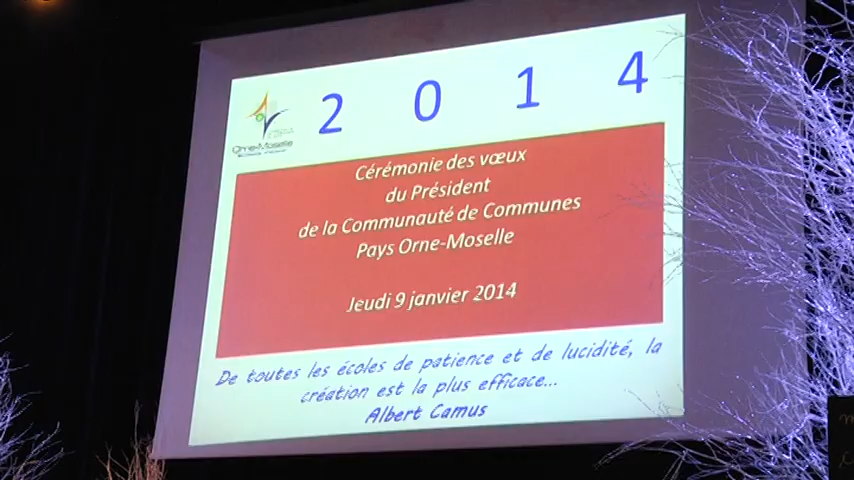 2 0 1 4
Orne-Moselle
Cérémonie des vœux
du Président
de la Communauté de Communes
Pays Orne-Moselle
Jeudi 9 janvier 2014
De toutes les écoles de patience et de lucidité, la
création est la plus efficace...
Albert Camus